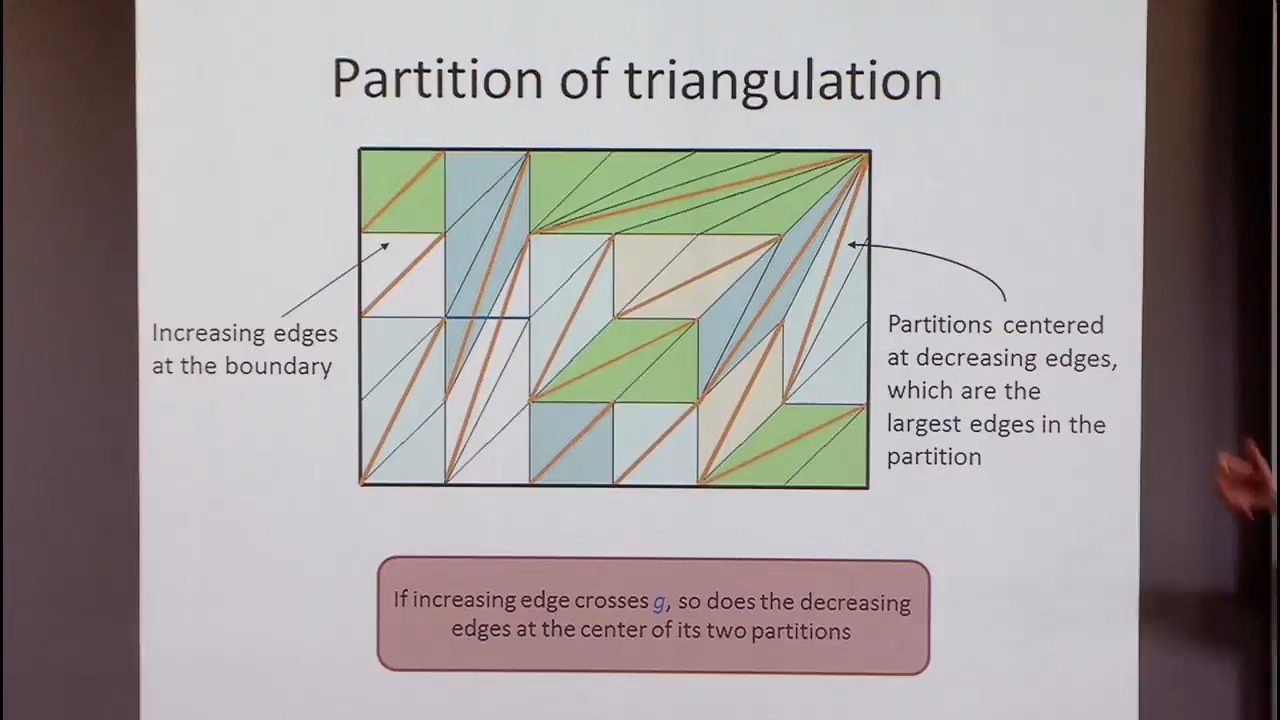 Partition of triangulation
Increasing edges
at the boundary
Partitions centered
at decreasing edges,
which are the
largest edges in the
partition
If increasing edge crosses g, so does the decreasing
edges at the center of its two partitions